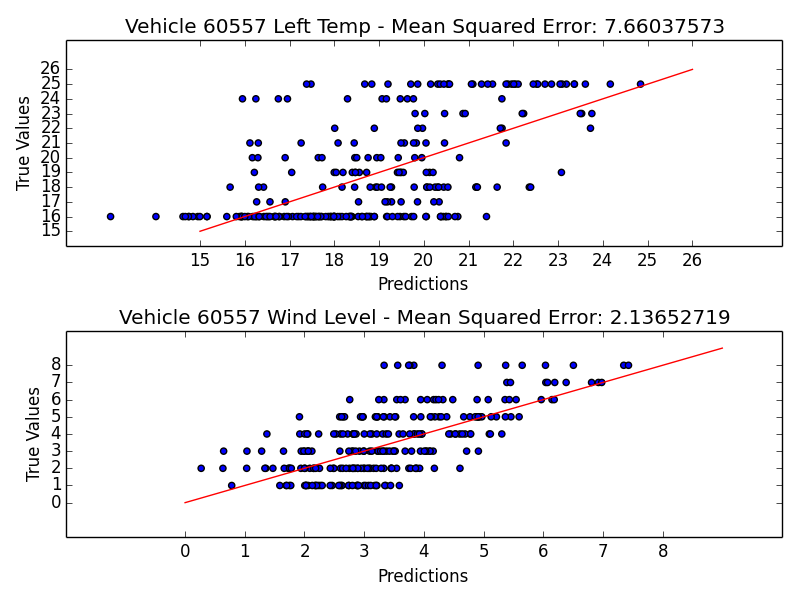 Vehicle 60557 Left Temp - Mean Squared Error: 7.66037573
True Values
26
25
24
23
22
21
20
19
18
17
16
15
15 16 17 18 19 20 21 22 23 24 25 26
Predictions
Vehicle 60557 Wind Level - Mean Squared Error: 2.13652719
True Values
8
7
6
5
4
3
2
1
0
0 1 2 3 4 5 6 7 8
Predictions